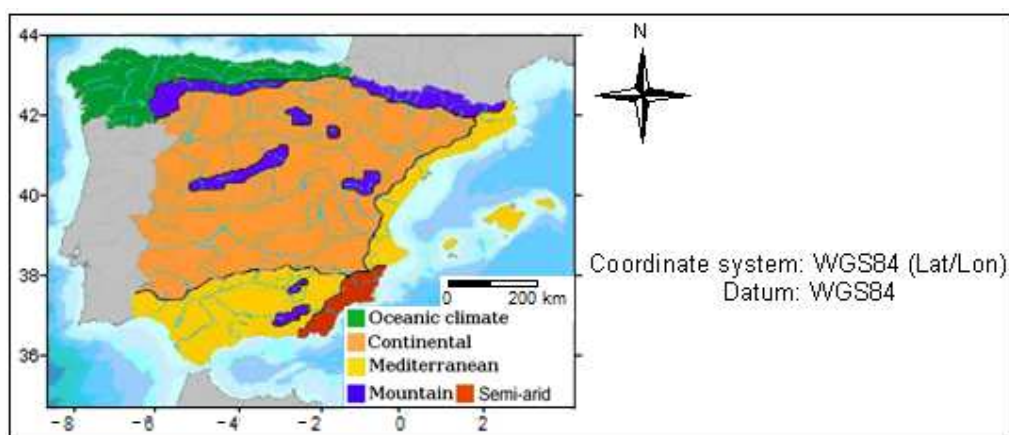 44
42
40
38
36
-8 -6 -4 -2 0 2
200 km
Oceanic climate
Continental
Mediterranean
Mountain Semi-arid
N
Coordinate system: WGS84 (Lat/Lon)
Datum: WGS84